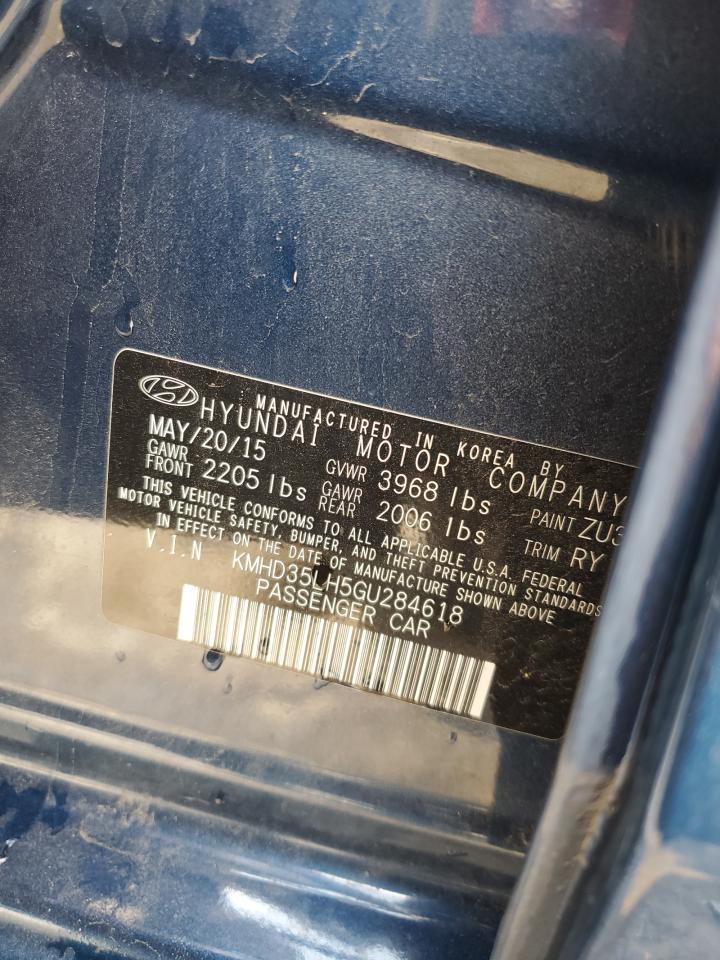 MANUFACTURED IN KOREA BY
HYUNDAI MOTOR COMPANY
MAY/20/15 GVWR 3968 lbs PAINT
GAWR FRONT 2205 lbs GAWR REAR 2006 lbs TRIM RY
THIS VEHICLE CONFORMS TO ALL APPLICABLE U.S.A. FEDERAL
MOTOR VEHICLE SAFETY, BUMPER, AND THEFT PREVENTION STANDARDS
IN EFFECT ON THE DATE OF MANUFACTURE SHOWN ABOVE
V.I.N KMHD35LH5GU284618
PASSENGER CAR